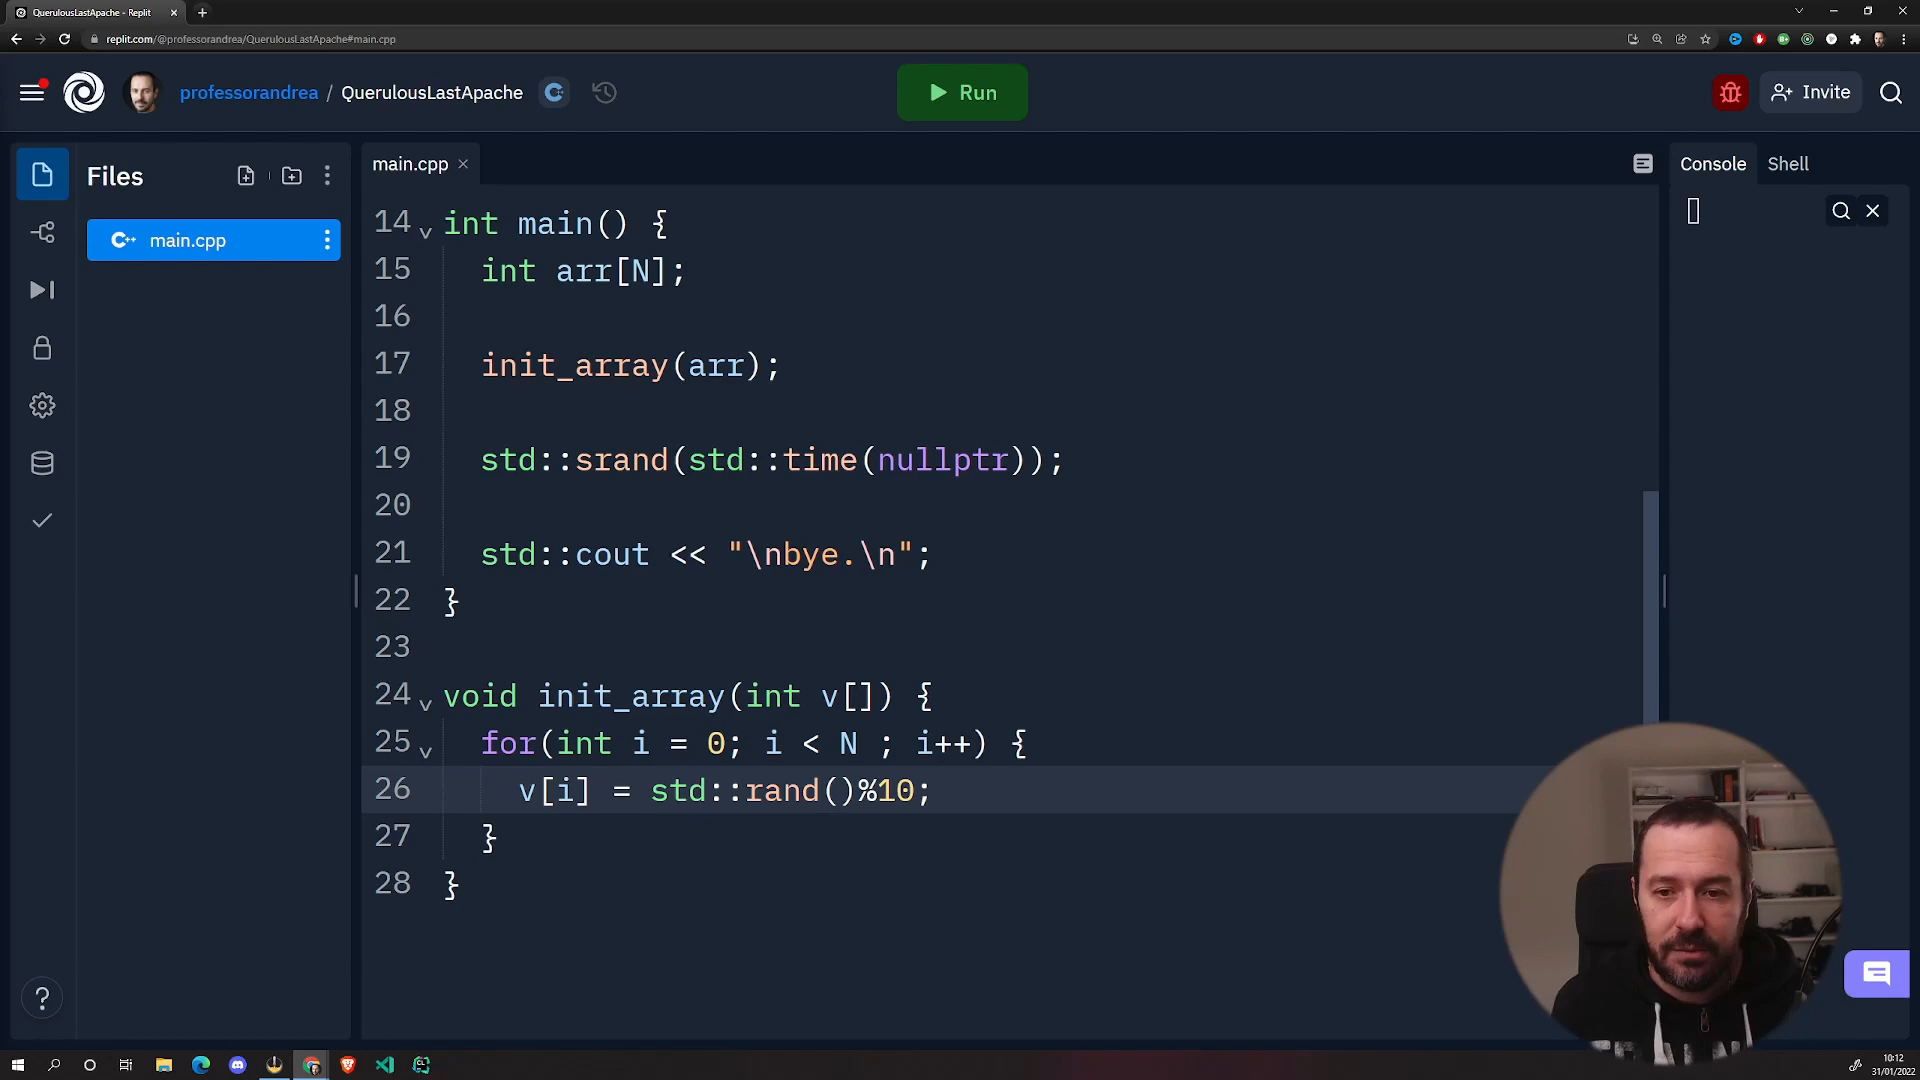 QuerulousLastApache - Replit
replit.com/@professorandrea/QuerulousLastApache#main.cpp
professorandrea / QuerulousLastApache
Run
Invite
Files
main.cpp
main.cpp
Console
Shell
14 int main() {
15 int arr[N];
16
17 init_array(arr);
18
19 std::srand(std::time(nullptr));
20
21 std::cout << "\nbye.\n";
22 }
23
24 void init_array(int v[]) {
25 for(int i = 0; i < N ; i++) {
26 v[i] = std::rand()%10;
27 }
28 }
10:12
31/01/2022